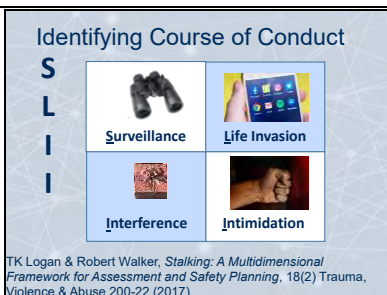 Identifying Course of Conduct
S
L
I
I
Surveillance
Life Invasion
Interference
Intimidation
TK Logan & Robert Walker, Stalking: A Multidimensional
Framework for Assessment and Safety Planning, 18(2) Trauma,
Violence & Abuse 200-22 (2017)